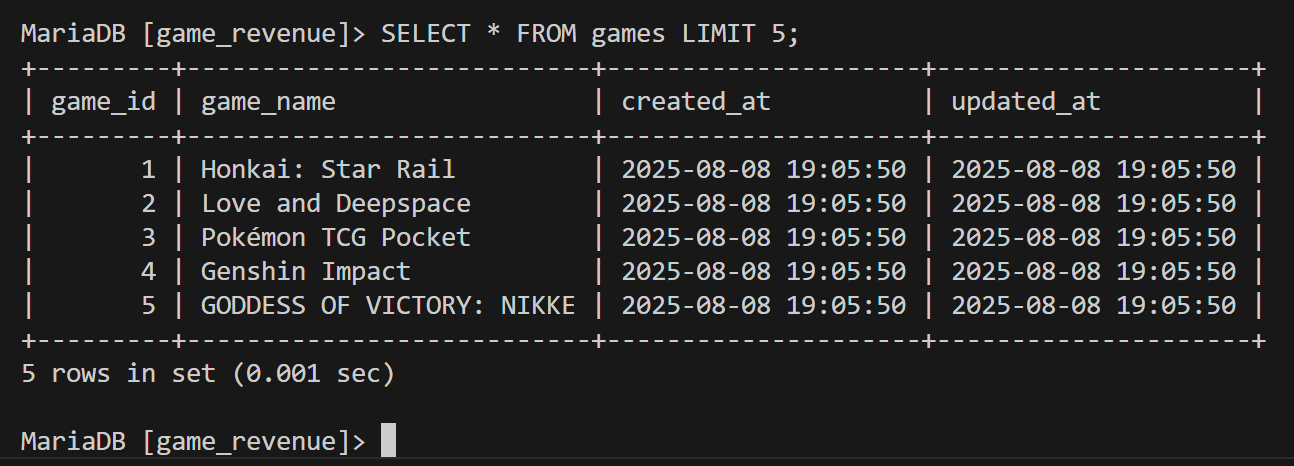 MariaDB [game_revenue]> SELECT * FROM games LIMIT 5;
+---------+---------------------------+---------------------+---------------------+
| game_id | game_name                 | created_at          | updated_at          |
+---------+---------------------------+---------------------+---------------------+
|       1 | Honkai: Star Rail         | 2025-08-08 19:05:50 | 2025-08-08 19:05:50 |
|       2 | Love and Deepspace        | 2025-08-08 19:05:50 | 2025-08-08 19:05:50 |
|       3 | Pokémon TCG Pocket        | 2025-08-08 19:05:50 | 2025-08-08 19:05:50 |
|       4 | Genshin Impact            | 2025-08-08 19:05:50 | 2025-08-08 19:05:50 |
|       5 | GODDESS OF VICTORY: NIKKE | 2025-08-08 19:05:50 | 2025-08-08 19:05:50 |
+---------+---------------------------+---------------------+---------------------+
5 rows in set (0.001 sec)
MariaDB [game_revenue]>